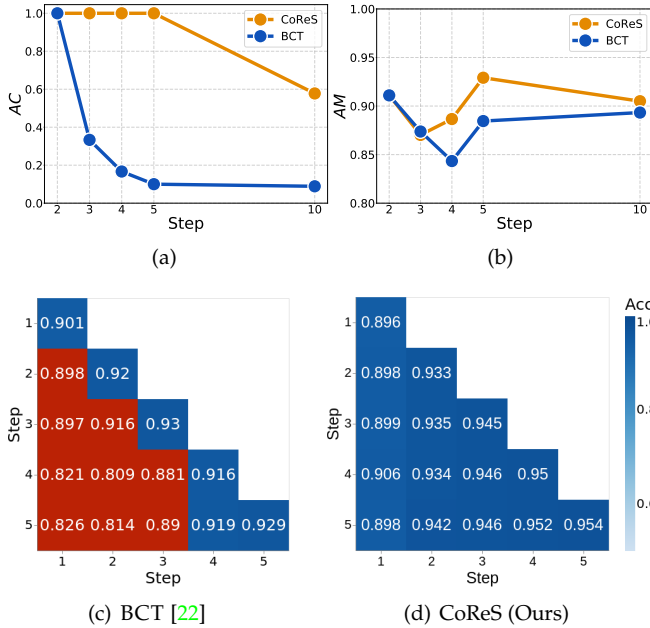 1.0
0.8
0.6
0.4
0.2
0.0
AC
CoReS
BCT
2 3 4 5 10
Step
(a)
1.00
0.95
0.90
0.85
0.80
AM
CoReS
BCT
2 3 4 5 10
Step
(b)
1 0.901
2 0.898 0.92
3 0.897 0.916 0.93
4 0.821 0.809 0.881 0.916
5 0.826 0.814 0.89 0.919 0.929
Step
1 2 3 4 5
Step
(c) BCT [22]
1 0.896
2 0.898 0.933
3 0.899 0.935 0.945
4 0.906 0.934 0.946 0.95
5 0.898 0.942 0.946 0.952 0.954
Step
1 2 3 4 5
Step
(d) CoReS (Ours)
0.8